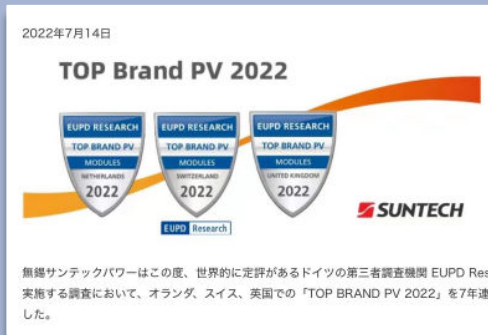 2022年7月14日
TOP Brand PV 2022
EUPD RESEARCH
TOP BRAND PV
MODULES
NETHERLANDS
2022
EUPD RESEARCH
TOP BRAND PV
MODULES
SWITZERLAND
2022
EUPD RESEARCH
TOP BRAND PV
MODULES
UNITED KINGDOM
2022
EUPD Research
SUNTECH
無錫サンテックパワーはこの度、世界的に定評があるドイツの第三者調査機関 EUPD Res
実施する調査において、オランダ、スイス、英国での「TOP BRAND PV 2022」を7年連
した。